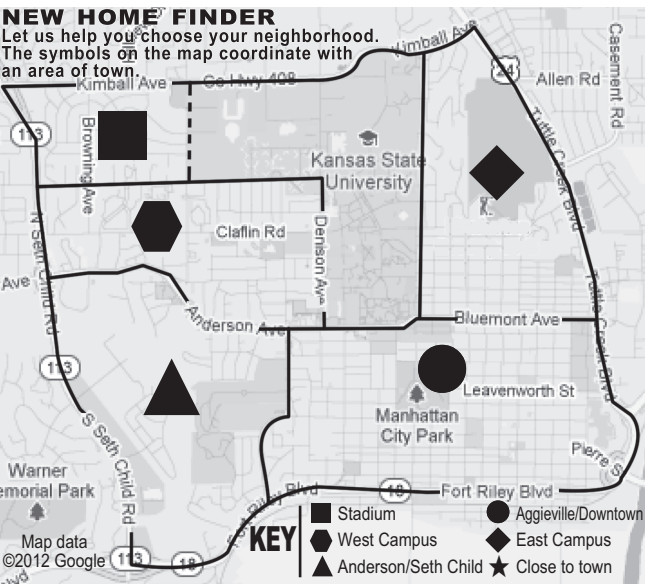 NEW HOME FINDER
Let us help you choose your neighborhood.
The symbols on the map coordinate with
an area of town.
Kimball Ave
Co Hwy 408
Kimball Ave
24
Allen Rd
Casement Rd
113
Browning Ave
Kansas State
University
Tuttle Creek Blvd
N Seth Child Rd
Claflin Rd
Denison Ave
Ave
Anderson Ave
Bluemont Ave
Tuttle Creek Blvd
113
Leavenworth St
Manhattan
City Park
S Seth Child Rd
Pierre S
Warner
emorial Park
Fort Riley Blvd
18
Fort Riley Blvd
Map data
©2012 Google
113
18
lvd
KEY
Stadium
West Campus
Anderson/Seth Child
Aggieville/Downtown
East Campus
Close to town